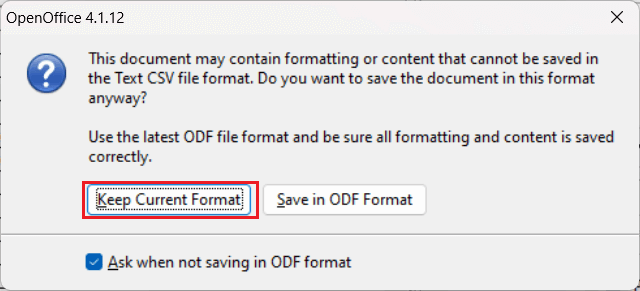 OpenOffice 4.1.12
This document may contain formatting or content that cannot be saved in
the Text CSV file format. Do you want to save the document in this format
anyway?
Use the latest ODF file format and be sure all formatting and content is saved
correctly.
Keep Current Format
Save in ODF Format
Ask when not saving in ODF format